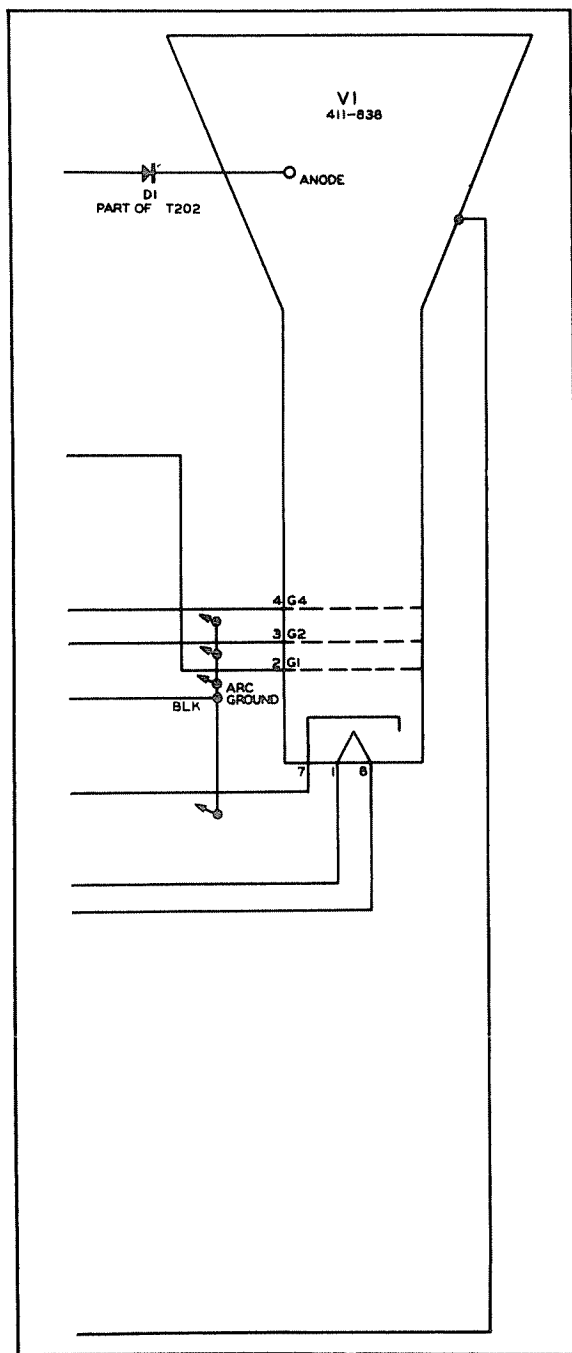 V1
411-838
ANODE
D1
PART OF T202
4 G4
3 G2
2 G1
ARC
GROUND
BLK
7 1 8